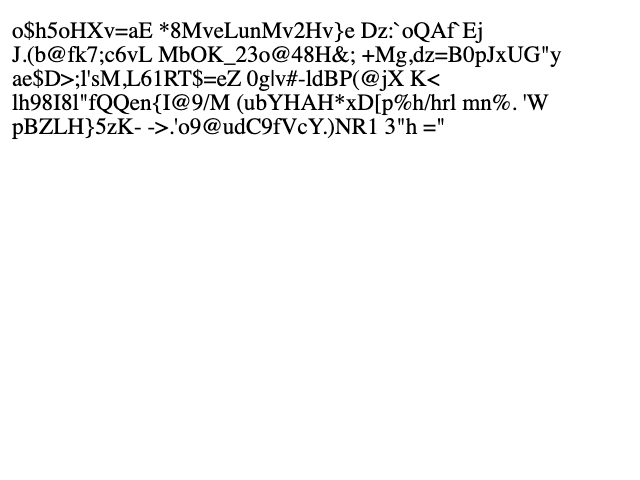 o$h5oHXv=aE *8MveLunMv2Hv}e Dz:`oQAf`Ej
J.(b@fk7;c6vL MbOK_23o@48H&; +Mg,dz=B0pJxUG"y
ae$D>;l'sM,L61RT$=eZ 0g|v#-ldBP(@jX K<
lh98I8l"fQQen{I@9/M (ubYHAH*xD[p%h/hrl mn%. 'W
pBZLH}5zK- ->.'o9@udC9fVcY.)NR1 3"h ="